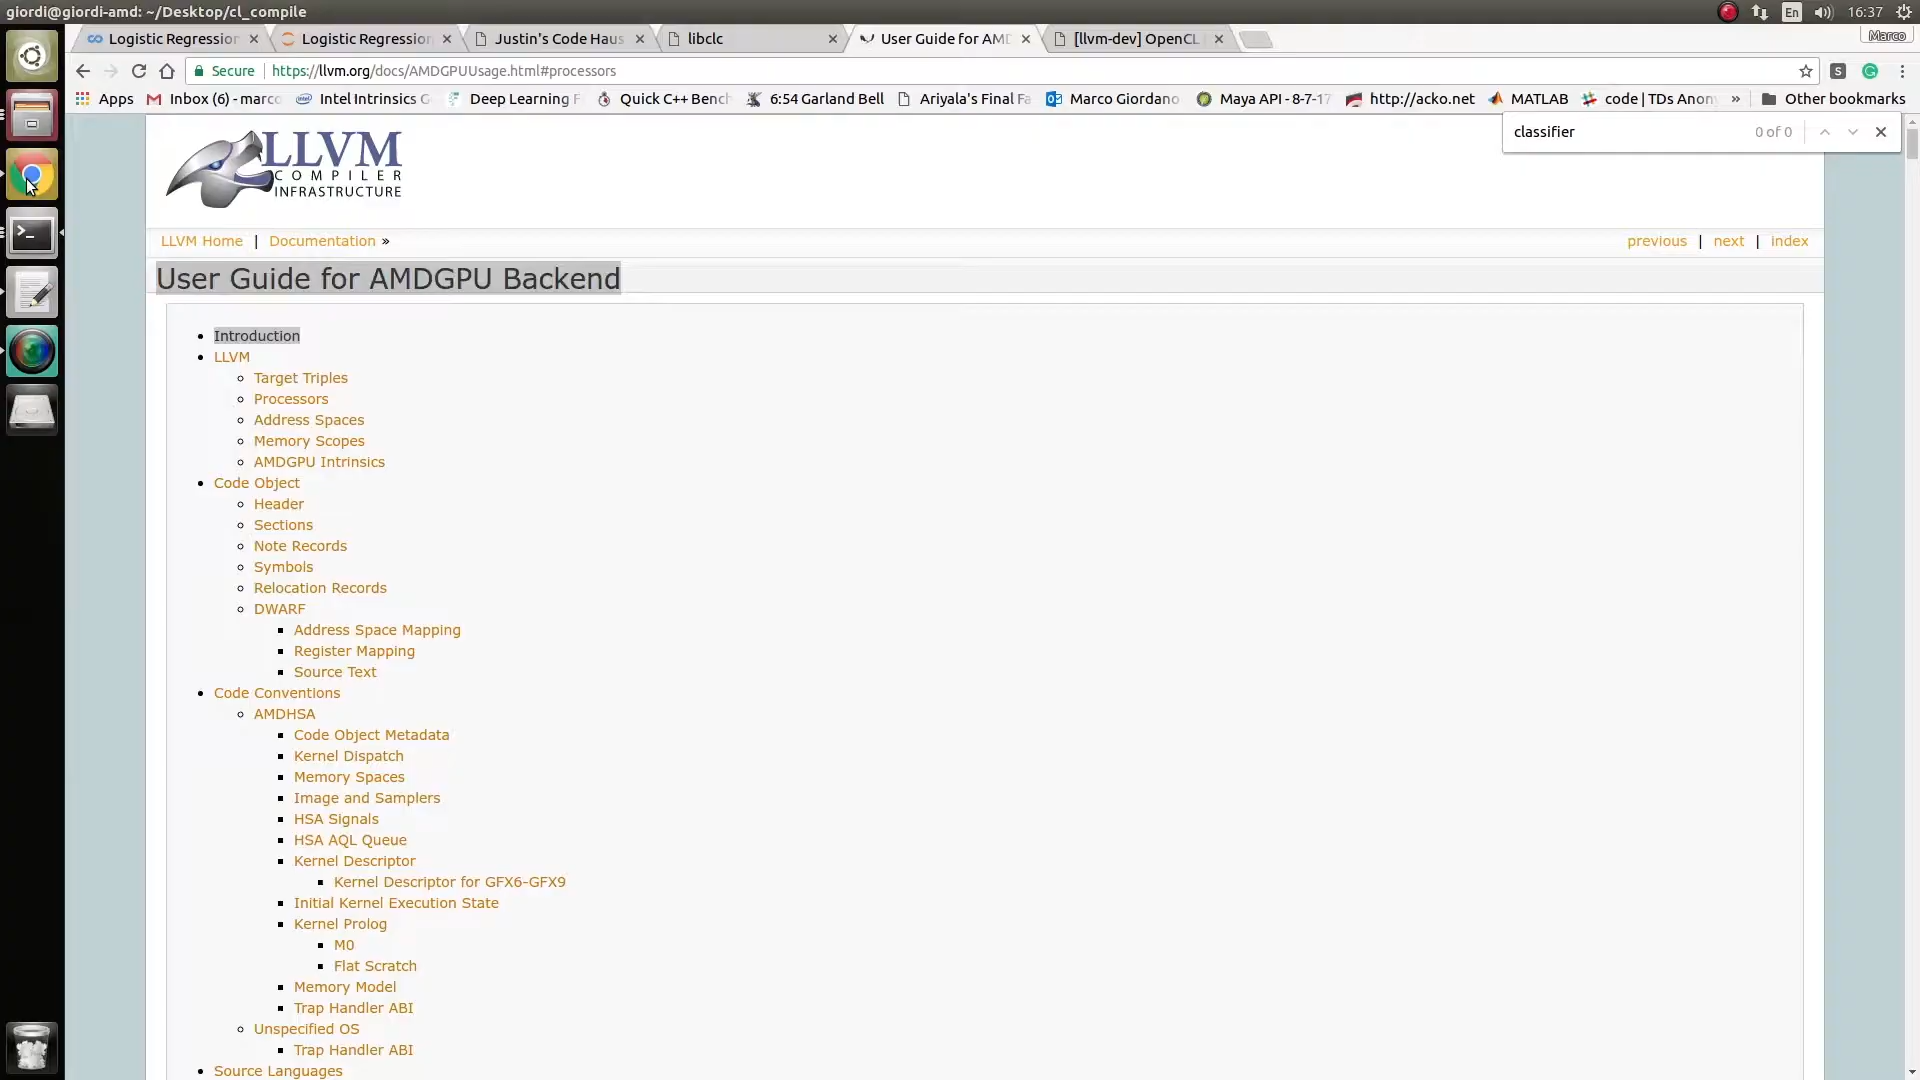 giordi@giordi-amd: ~/Desktop/cl_compile
En
16:37
Logistic Regression
Logistic Regression
Justin's Code Haus
libclc
User Guide for AMD
[llvm-dev] OpenCL
Marco
Secure
https://llvm.org/docs/AMDGPUUsage.html#processors
S
Apps
Inbox (6) - marco
Intel Intrinsics G
Deep Learning F
Quick C++ Bench
6:54 Garland Bell
Ariyala's Final Fa
Marco Giordano
Maya API - 8-7-17
http://acko.net
MATLAB
code | TDs Anon
»
Other bookmarks
classifier
0 of 0
LLVM
COMPILER
INFRASTRUCTURE
LLVM Home | Documentation »
previous | next | index
User Guide for AMDGPU Backend
Introduction
LLVM
Target Triples
Processors
Address Spaces
Memory Scopes
AMDGPU Intrinsics
Code Object
Header
Sections
Note Records
Symbols
Relocation Records
DWARF
Address Space Mapping
Register Mapping
Source Text
Code Conventions
AMDHSA
Code Object Metadata
Kernel Dispatch
Memory Spaces
Image and Samplers
HSA Signals
HSA AQL Queue
Kernel Descriptor
Kernel Descriptor for GFX6-GFX9
Initial Kernel Execution State
Kernel Prolog
M0
Flat Scratch
Memory Model
Trap Handler ABI
Unspecified OS
Trap Handler ABI
Source Languages